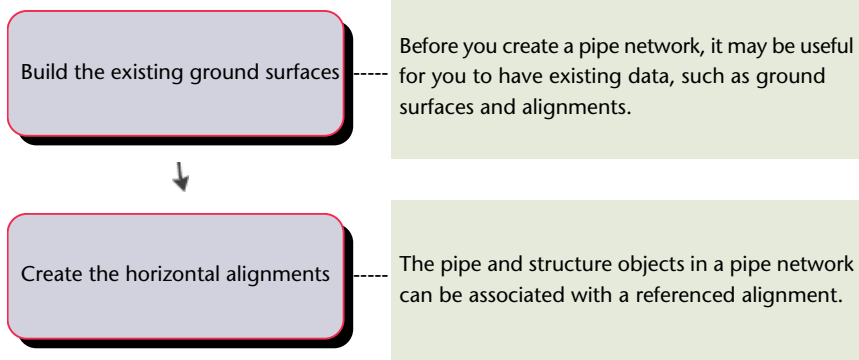 Build the existing ground surfaces
Before you create a pipe network, it may be useful
for you to have existing data, such as ground
surfaces and alignments.
Create the horizontal alignments
The pipe and structure objects in a pipe network
can be associated with a referenced alignment.